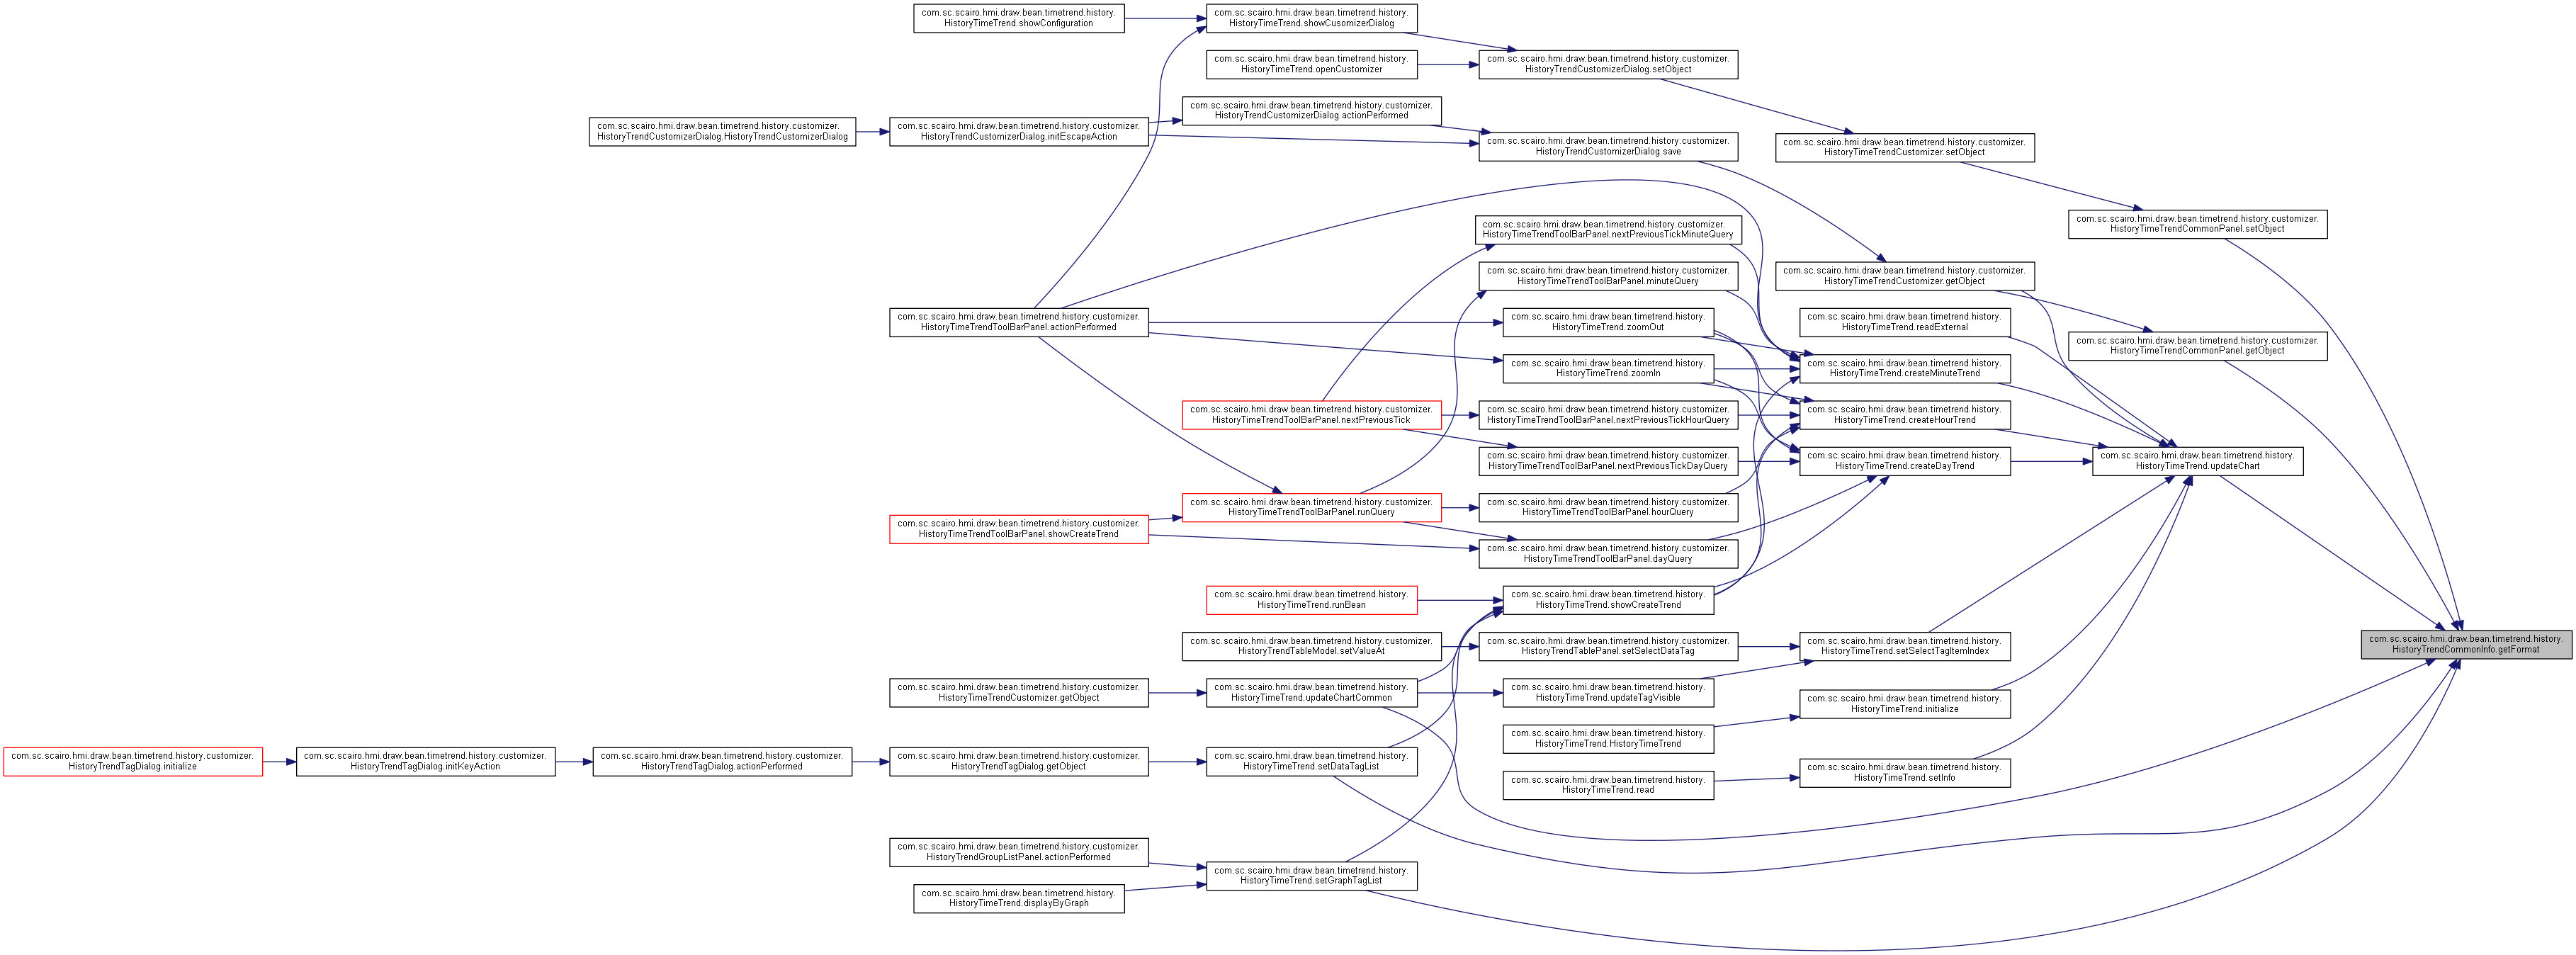 com.sc.scairo.hmi.draw.bean.timetrend.history.
HistoryTimeTrend.showConfiguration
com.sc.scairo.hmi.draw.bean.timetrend.history.
HistoryTimeTrend.showCusomizerDialog
com.sc.scairo.hmi.draw.bean.timetrend.history.
HistoryTimeTrend.openCustomizer
com.sc.scairo.hmi.draw.bean.timetrend.history.customizer.
HistoryTrendCustomizerDialog.setObject
com.sc.scairo.hmi.draw.bean.timetrend.history.customizer.
HistoryTrendCustomizerDialog.HistoryTrendCustomizerDialog
com.sc.scairo.hmi.draw.bean.timetrend.history.customizer.
HistoryTrendCustomizerDialog.initEscapeAction
com.sc.scairo.hmi.draw.bean.timetrend.history.customizer.
HistoryTrendCustomizerDialog.actionPerformed
com.sc.scairo.hmi.draw.bean.timetrend.history.customizer.
HistoryTrendCustomizerDialog.save
com.sc.scairo.hmi.draw.bean.timetrend.history.customizer.
HistoryTimeTrendCustomizer.setObject
com.sc.scairo.hmi.draw.bean.timetrend.history.customizer.
HistoryTimeTrendCommonPanel.setObject
com.sc.scairo.hmi.draw.bean.timetrend.history.customizer.
HistoryTimeTrendToolBarPanel.nextPreviousTickMinuteQuery
com.sc.scairo.hmi.draw.bean.timetrend.history.customizer.
HistoryTimeTrendToolBarPanel.minuteQuery
com.sc.scairo.hmi.draw.bean.timetrend.history.customizer.
HistoryTimeTrendCustomizer.getObject
com.sc.scairo.hmi.draw.bean.timetrend.history.customizer.
HistoryTimeTrendToolBarPanel.actionPerformed
com.sc.scairo.hmi.draw.bean.timetrend.history.
HistoryTimeTrend.zoomOut
com.sc.scairo.hmi.draw.bean.timetrend.history.
HistoryTimeTrend.readExternal
com.sc.scairo.hmi.draw.bean.timetrend.history.customizer.
HistoryTimeTrendCommonPanel.getObject
com.sc.scairo.hmi.draw.bean.timetrend.history.
HistoryTimeTrend.zoomIn
com.sc.scairo.hmi.draw.bean.timetrend.history.
HistoryTimeTrend.createMinuteTrend
com.sc.scairo.hmi.draw.bean.timetrend.history.customizer.
HistoryTimeTrendToolBarPanel.nextPreviousTick
com.sc.scairo.hmi.draw.bean.timetrend.history.customizer.
HistoryTimeTrendToolBarPanel.nextPreviousTickHourQuery
com.sc.scairo.hmi.draw.bean.timetrend.history.
HistoryTimeTrend.createHourTrend
com.sc.scairo.hmi.draw.bean.timetrend.history.customizer.
HistoryTimeTrendToolBarPanel.nextPreviousTickDayQuery
com.sc.scairo.hmi.draw.bean.timetrend.history.
HistoryTimeTrend.createDayTrend
com.sc.scairo.hmi.draw.bean.timetrend.history.
HistoryTimeTrend.updateChart
com.sc.scairo.hmi.draw.bean.timetrend.history.customizer.
HistoryTimeTrendToolBarPanel.showCreateTrend
com.sc.scairo.hmi.draw.bean.timetrend.history.customizer.
HistoryTimeTrendToolBarPanel.runQuery
com.sc.scairo.hmi.draw.bean.timetrend.history.customizer.
HistoryTimeTrendToolBarPanel.hourQuery
com.sc.scairo.hmi.draw.bean.timetrend.history.customizer.
HistoryTimeTrendToolBarPanel.dayQuery
com.sc.scairo.hmi.draw.bean.timetrend.history.
HistoryTimeTrend.runBean
com.sc.scairo.hmi.draw.bean.timetrend.history.
HistoryTimeTrend.showCreateTrend
com.sc.scairo.hmi.draw.bean.timetrend.history.customizer.
HistoryTrendTableModel.setValueAt
com.sc.scairo.hmi.draw.bean.timetrend.history.customizer.
HistoryTrendTablePanel.setSelectDataTag
com.sc.scairo.hmi.draw.bean.timetrend.history.
HistoryTimeTrend.setSelectTagItemIndex
com.sc.scairo.hmi.draw.bean.timetrend.history.
HistoryTrendCommonInfo.getFormat
com.sc.scairo.hmi.draw.bean.timetrend.history.customizer.
HistoryTimeTrendCustomizer.getObject
com.sc.scairo.hmi.draw.bean.timetrend.history.
HistoryTimeTrend.updateChartCommon
com.sc.scairo.hmi.draw.bean.timetrend.history.
HistoryTimeTrend.updateTagVisible
com.sc.scairo.hmi.draw.bean.timetrend.history.
HistoryTimeTrend.initialize
com.sc.scairo.hmi.draw.bean.timetrend.history.
HistoryTimeTrend.HistoryTimeTrend
com.sc.scairo.hmi.draw.bean.timetrend.history.customizer.
HistoryTrendTagDialog.initialize
com.sc.scairo.hmi.draw.bean.timetrend.history.customizer.
HistoryTrendTagDialog.initKeyAction
com.sc.scairo.hmi.draw.bean.timetrend.history.customizer.
HistoryTrendTagDialog.actionPerformed
com.sc.scairo.hmi.draw.bean.timetrend.history.customizer.
HistoryTrendTagDialog.getObject
com.sc.scairo.hmi.draw.bean.timetrend.history.
HistoryTimeTrend.setDataTagList
com.sc.scairo.hmi.draw.bean.timetrend.history.
HistoryTimeTrend.read
com.sc.scairo.hmi.draw.bean.timetrend.history.
HistoryTimeTrend.setInfo
com.sc.scairo.hmi.draw.bean.timetrend.history.customizer.
HistoryTrendGroupListPanel.actionPerformed
com.sc.scairo.hmi.draw.bean.timetrend.history.
HistoryTimeTrend.displayByGraph
com.sc.scairo.hmi.draw.bean.timetrend.history.
HistoryTimeTrend.setGraphTagList